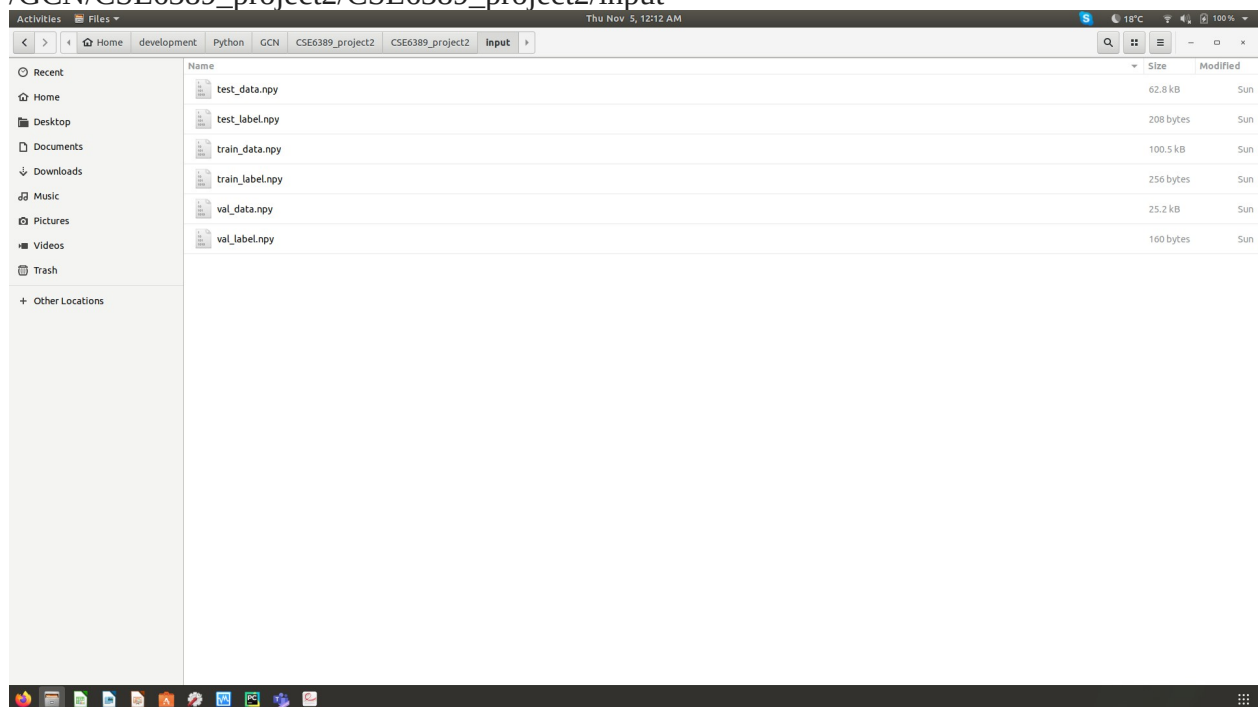 /GCN/CSE6389_project2/CSE6389_project2/input
Activities Files Thu Nov 5, 12:12 AM S 18°C 100 %
Home development Python GCN CSE6389_project2 CSE6389_project2 input
Name Size Modified
Recent
Home
Desktop
Documents
Downloads
Music
Pictures
Videos
Trash
+ Other Locations
test_data.npy 62.8 kB Sun
test_label.npy 208 bytes Sun
train_data.npy 100.5 kB Sun
train_label.npy 256 bytes Sun
val_data.npy 25.2 kB Sun
val_label.npy 160 bytes Sun
PC